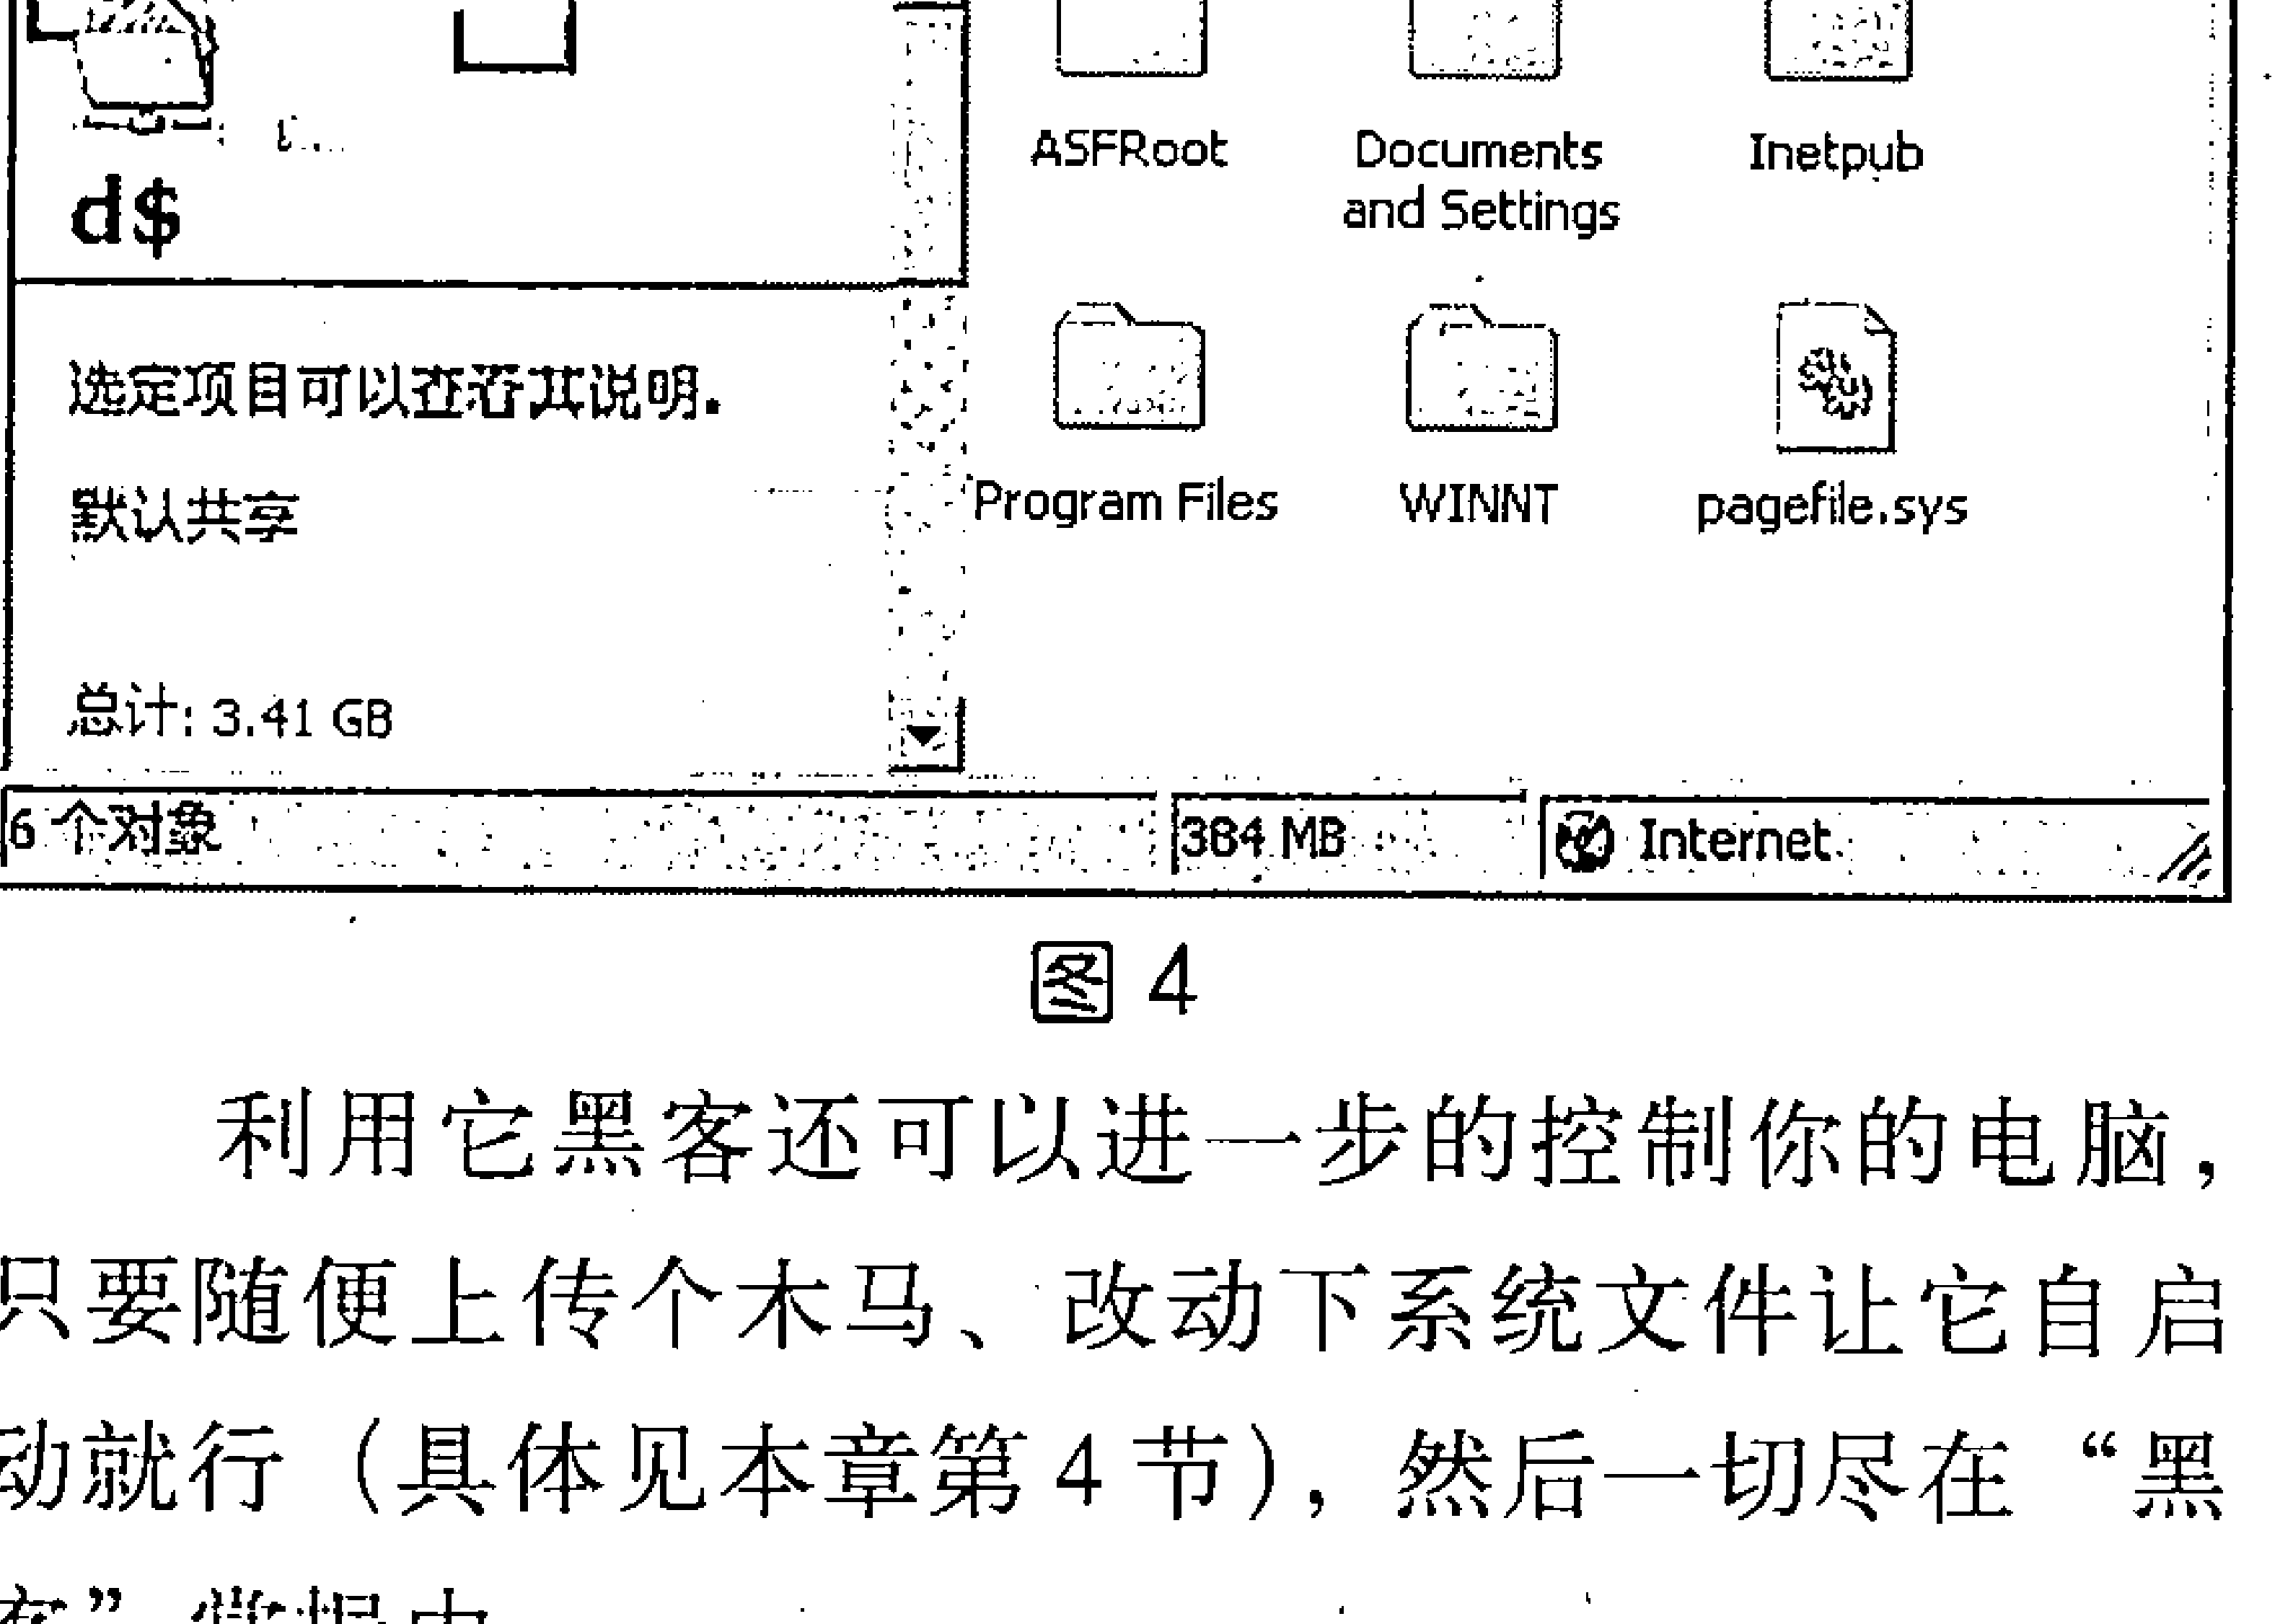 ASFRoot Documents Inetpub
and Settings
d$
选定项目可以查看其说明.
默认共享
Program Files WINNT pagefile.sys
总计: 3.41 GB
6 个对象 384 MB Internet
图 4
利用它黑客还可以进一步的控制你的电脑，
只要随便上传个木马、改动下系统文件让它自启
动就行（具体见本章第 4 节），然后一切尽在“黑
客”掌握中